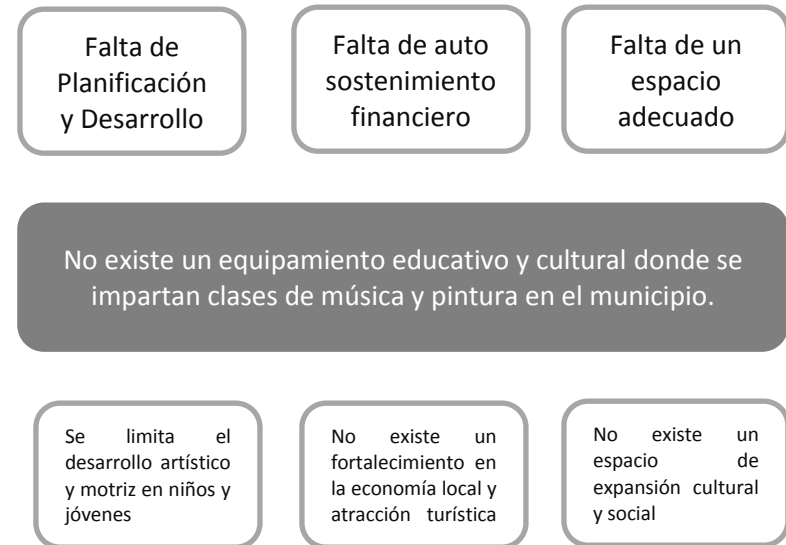 Falta de
Planificación
y Desarrollo
Falta de auto
sostenimiento
financiero
Falta de un
espacio
adecuado
No existe un equipamiento educativo y cultural donde se
impartan clases de música y pintura en el municipio.
Se limita el
desarrollo artístico
y motriz en niños y
jóvenes
No existe un
fortalecimiento en
la economía local y
atracción turística
No existe un
espacio de
expansión cultural
y social